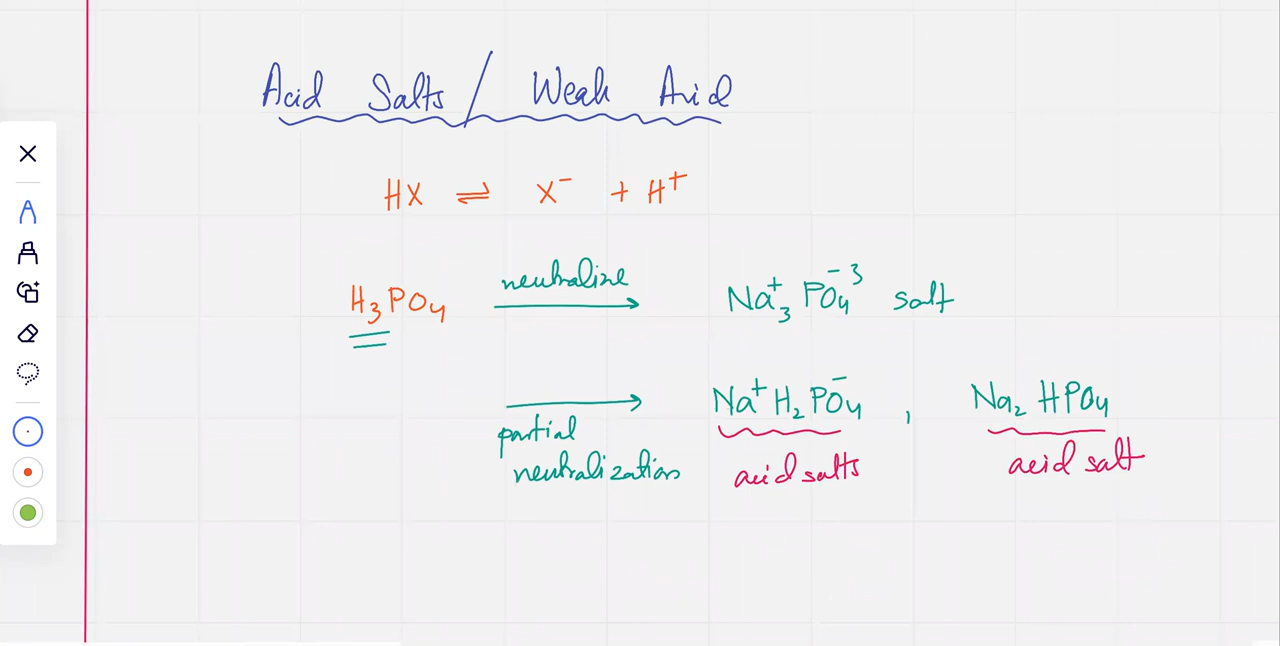 Acid Salts / Weak Acid
HX ⇌ X⁻ + H⁺
H₃PO₄ neutralize → Na⁺₃ PO₄⁻³ salt
→ Na⁺H₂PO₄⁻ , Na₂HPO₄
partial
neutralization acid salts acid salt